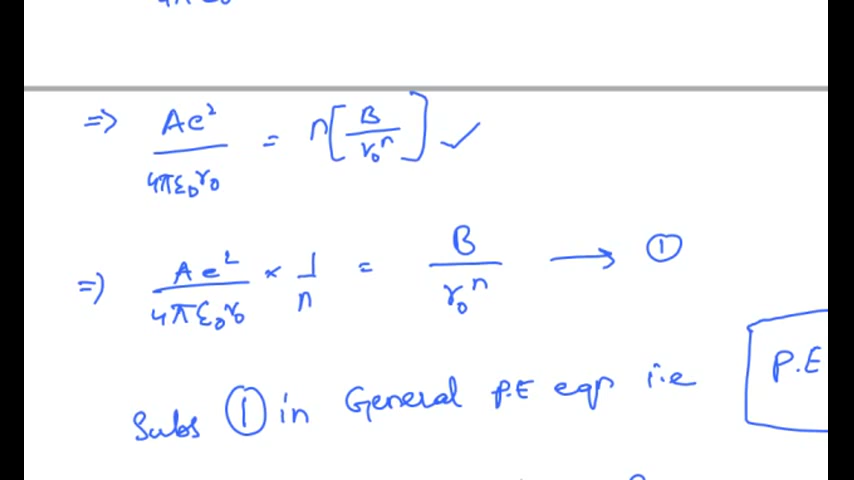 => Ae² / 4πε₀r₀ = n[B / r₀ⁿ] ✓
=> Ae² / 4πε₀r₀ × 1/n = B / r₀ⁿ → ①
Subs ① in General P.E eqn i.e P.E